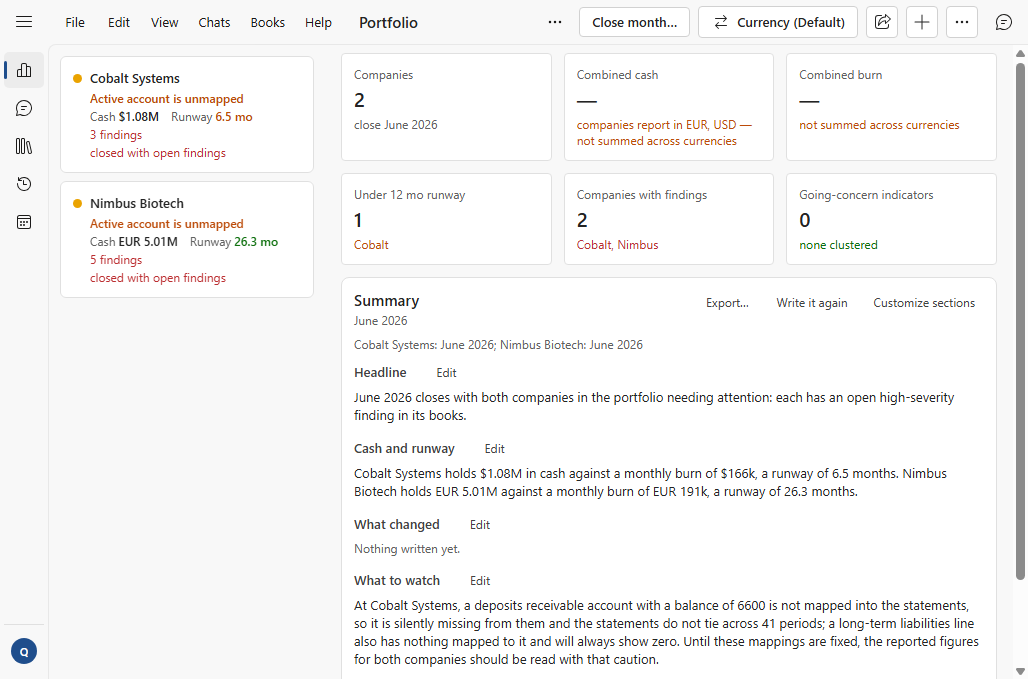 File Edit View Chats Books Help Portfolio ... Close month... Currency (Default) ...
Cobalt Systems
Active account is unmapped
Cash $1.08M Runway 6.5 mo
3 findings
closed with open findings
Nimbus Biotech
Active account is unmapped
Cash EUR 5.01M Runway 26.3 mo
5 findings
closed with open findings
Companies
2
close June 2026
Combined cash
—
companies report in EUR, USD —
not summed across currencies
Combined burn
—
not summed across currencies
Under 12 mo runway
1
Cobalt
Companies with findings
2
Cobalt, Nimbus
Going-concern indicators
0
none clustered
Summary Export... Write it again Customize sections
June 2026
Cobalt Systems: June 2026; Nimbus Biotech: June 2026
Headline Edit
June 2026 closes with both companies in the portfolio needing attention: each has an open high-severity
finding in its books.
Cash and runway Edit
Cobalt Systems holds $1.08M in cash against a monthly burn of $166k, a runway of 6.5 months. Nimbus
Biotech holds EUR 5.01M against a monthly burn of EUR 191k, a runway of 26.3 months.
What changed Edit
Nothing written yet.
What to watch Edit
At Cobalt Systems, a deposits receivable account with a balance of 6600 is not mapped into the statements,
so it is silently missing from them and the statements do not tie across 41 periods; a long-term liabilities line
also has nothing mapped to it and will always show zero. Until these mappings are fixed, the reported figures
for both companies should be read with that caution.
Q